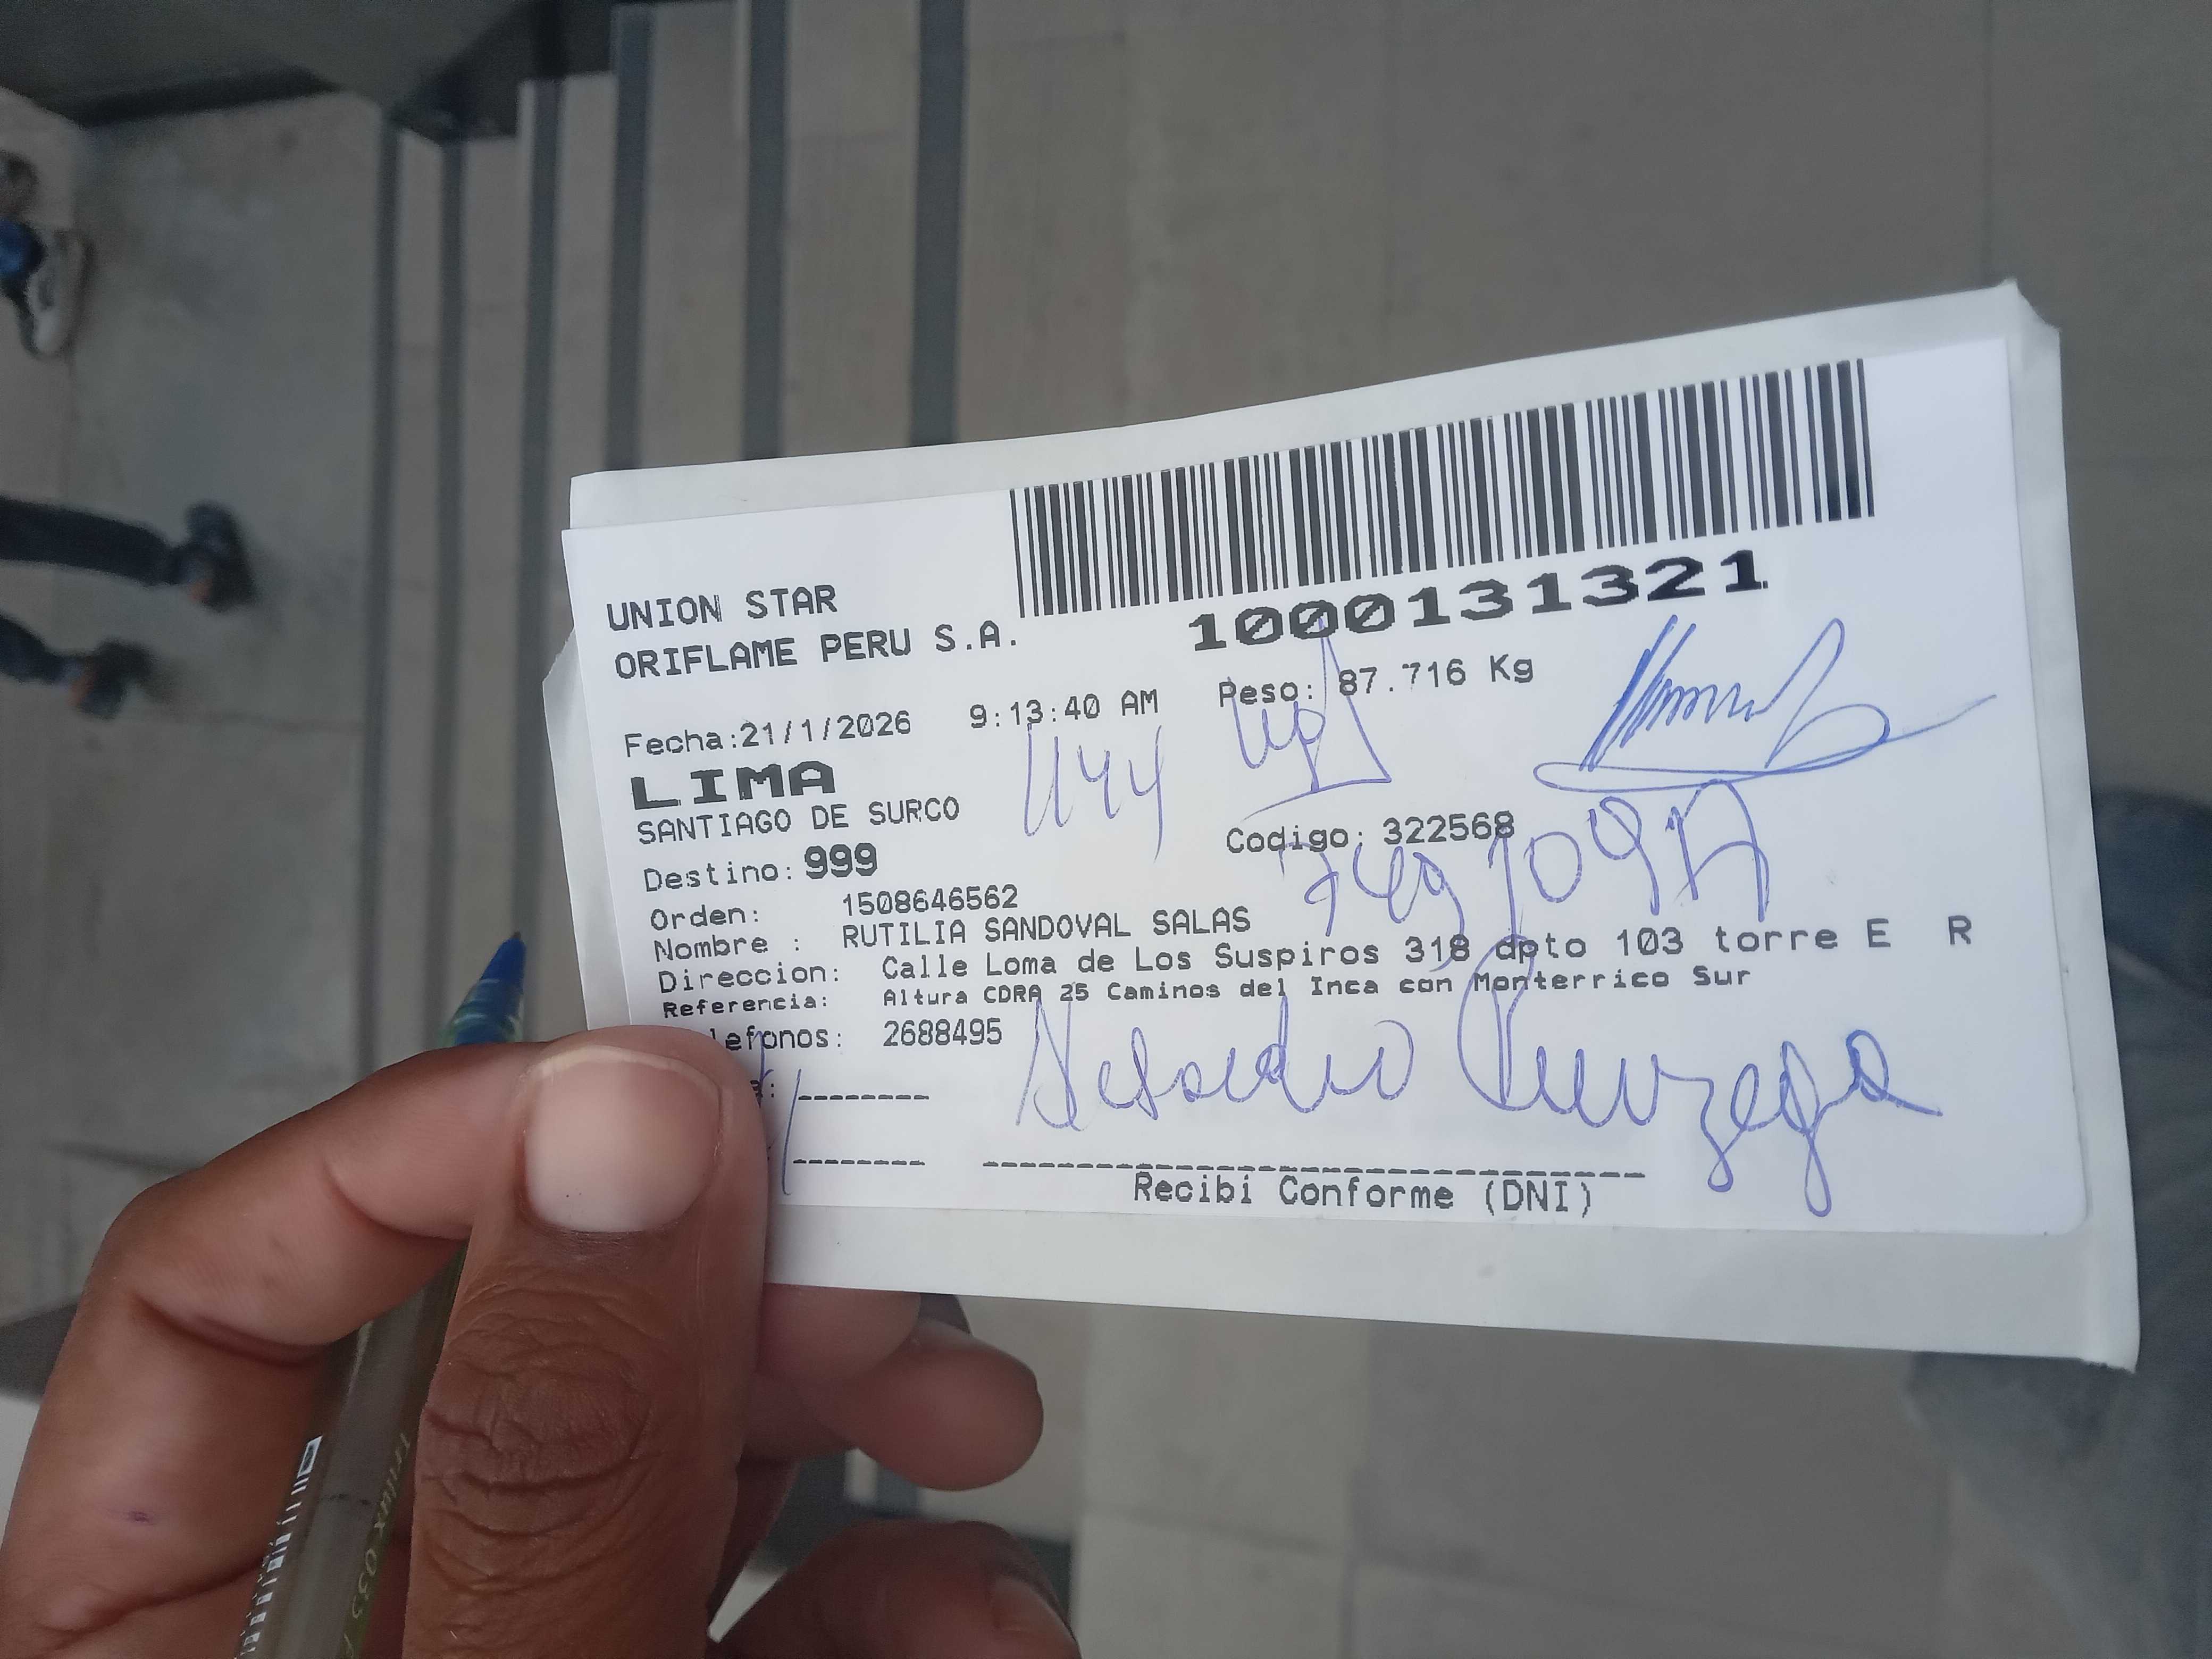 UNION STAR
ORIFLAME PERU S.A.
1000131321
Fecha:21/1/2026 9:13:40 AM Peso: 87.716 Kg
LIMA
SANTIAGO DE SURCO
Destino: 999 Codigo: 322568
Orden: 1508646562
Nombre : RUTILIA SANDOVAL SALAS
Direccion: Calle Loma de Los Suspiros 318 dpto 103 torre E R
Referencia: Altura CDRA 25 Caminos del Inca con Monterrico Sur
lefonos: 2688495
a: --------
Recibi Conforme (DNI)
Trilux 035